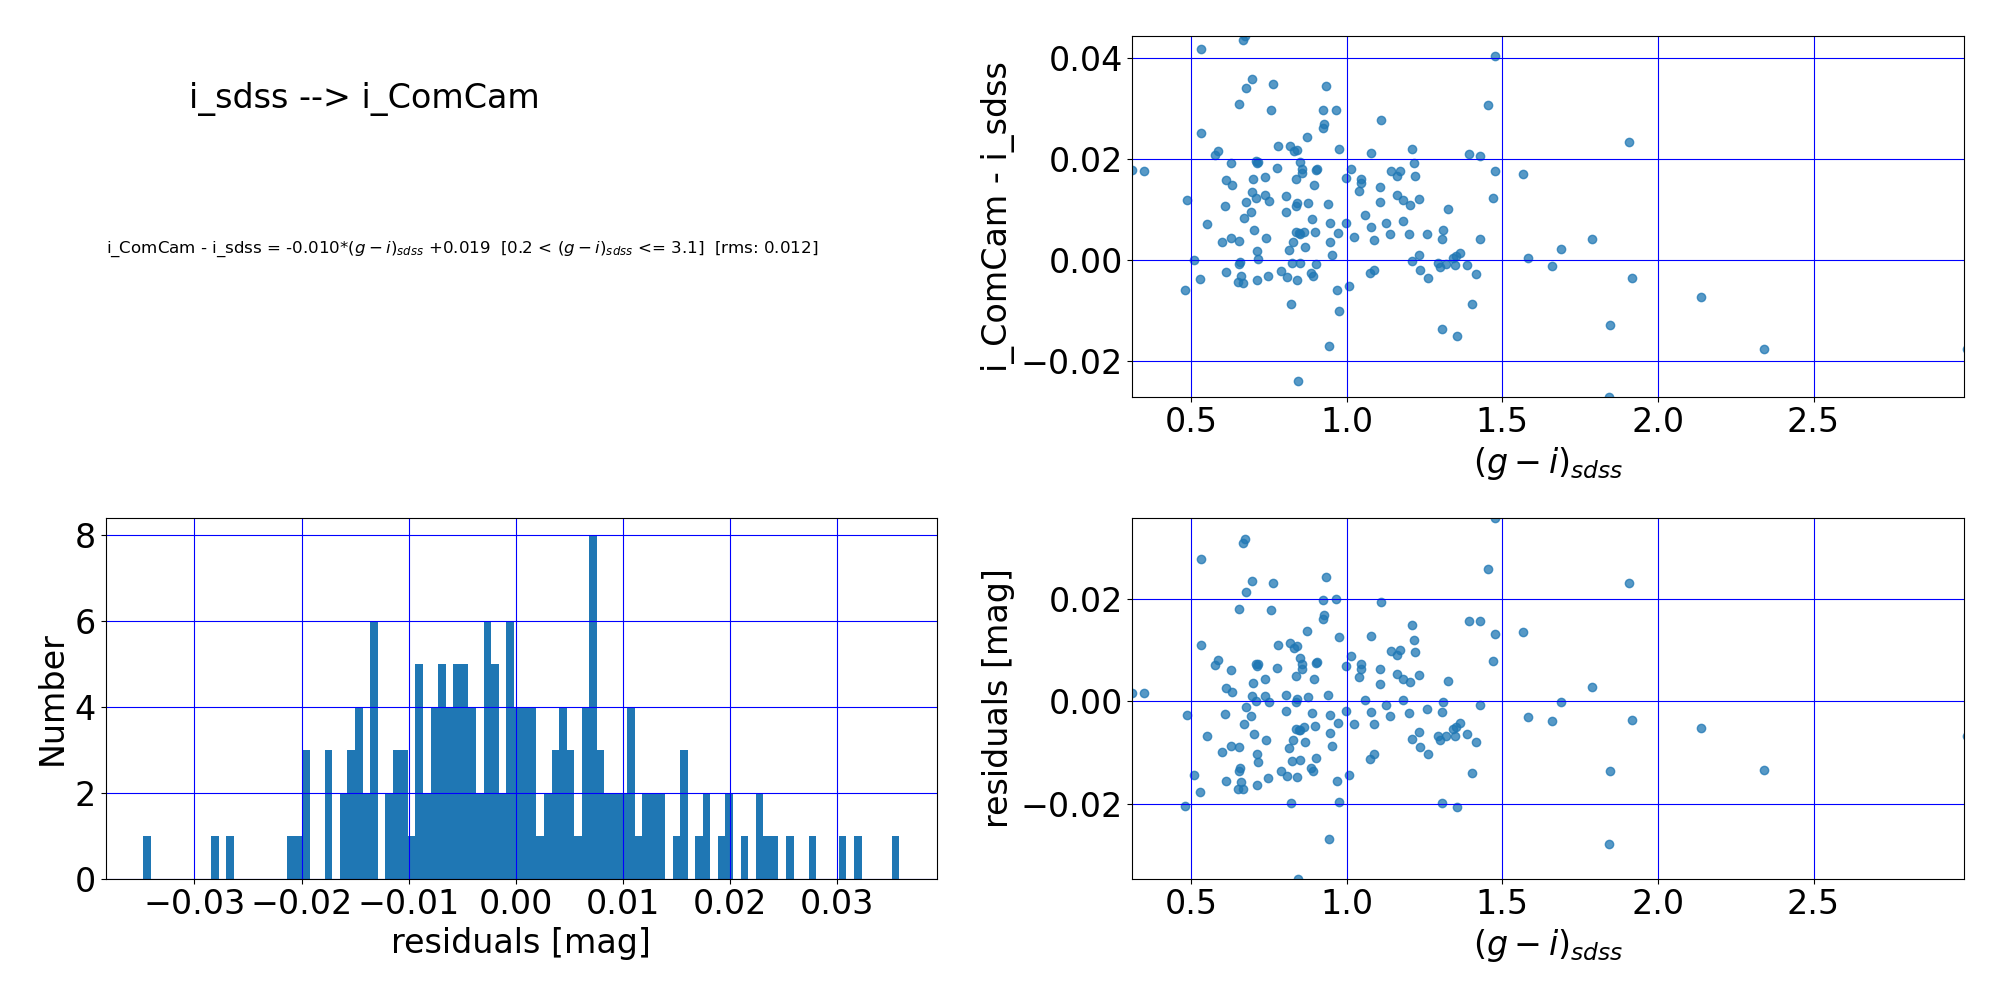 i_sdss --> i_ComCam
i_ComCam - i_sdss = -0.010*(g − i)sdss +0.019 [0.2 < (g − i)sdss <= 3.1] [rms: 0.012]
i_ComCam - i_sdss
0.04
0.02
0.00
−0.02
0.5 1.0 1.5 2.0 2.5
(g − i)sdss
Number
8
6
4
2
0
−0.03 −0.02 −0.01 0.00 0.01 0.02 0.03
residuals [mag]
residuals [mag]
0.02
0.00
−0.02
0.5 1.0 1.5 2.0 2.5
(g − i)sdss